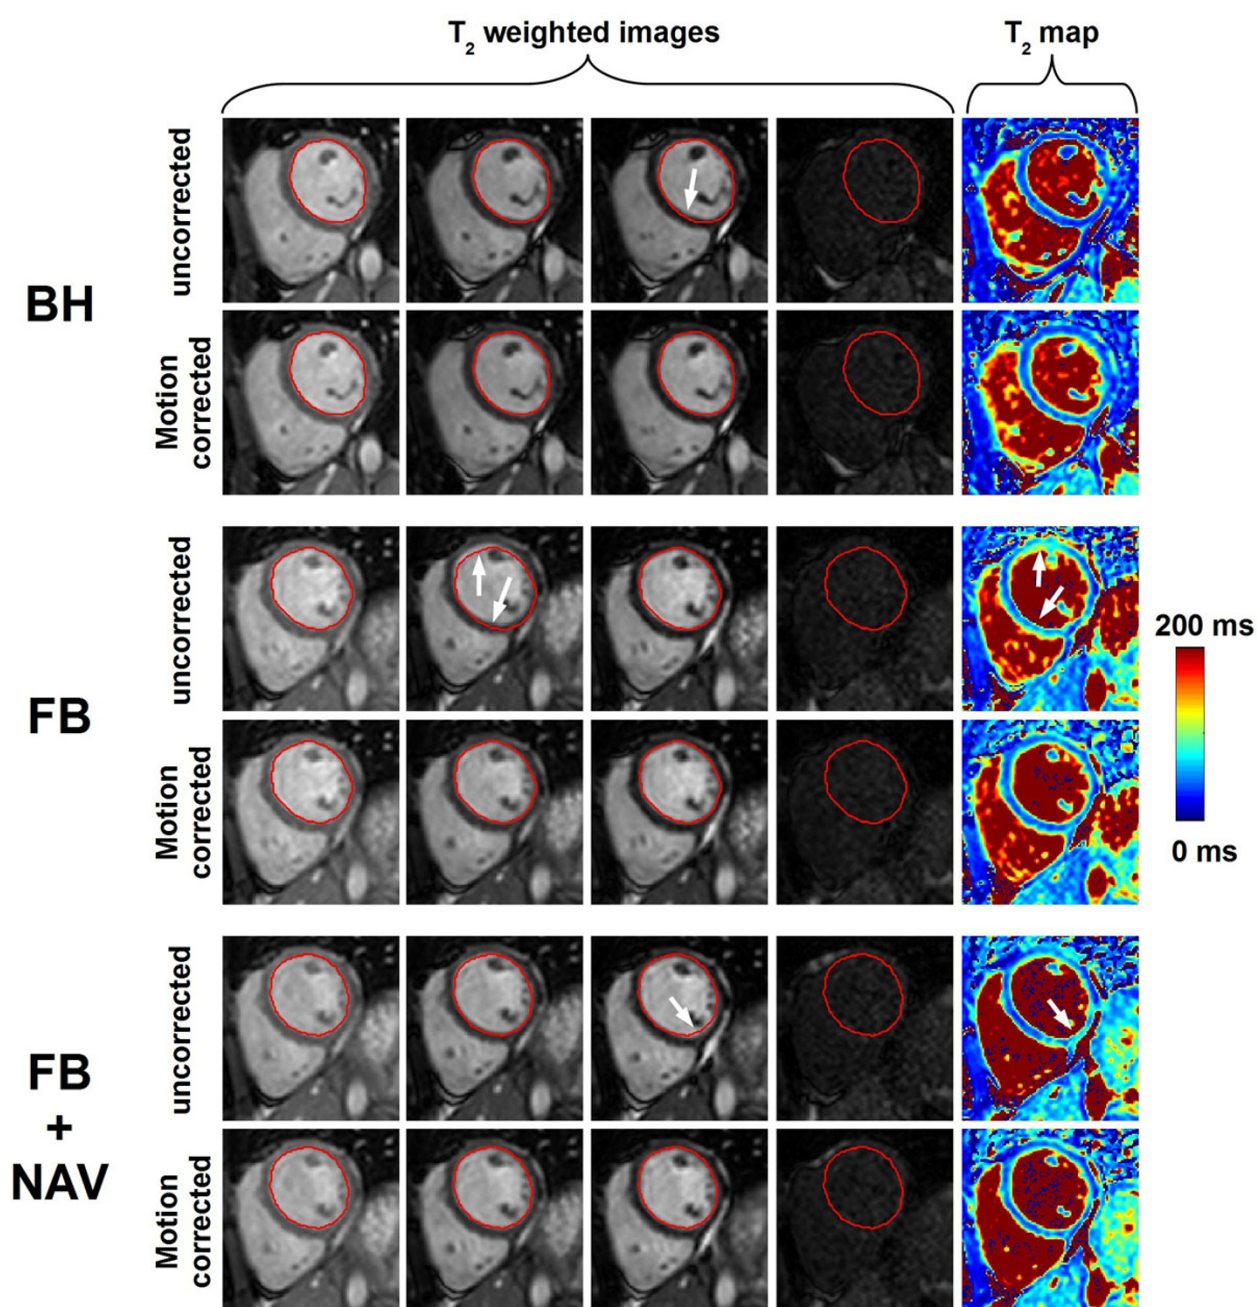 T2 weighted images
T2 map
BH
uncorrected
Motion
corrected
FB
uncorrected
Motion
corrected
200 ms
0 ms
FB
+
NAV
uncorrected
Motion
corrected